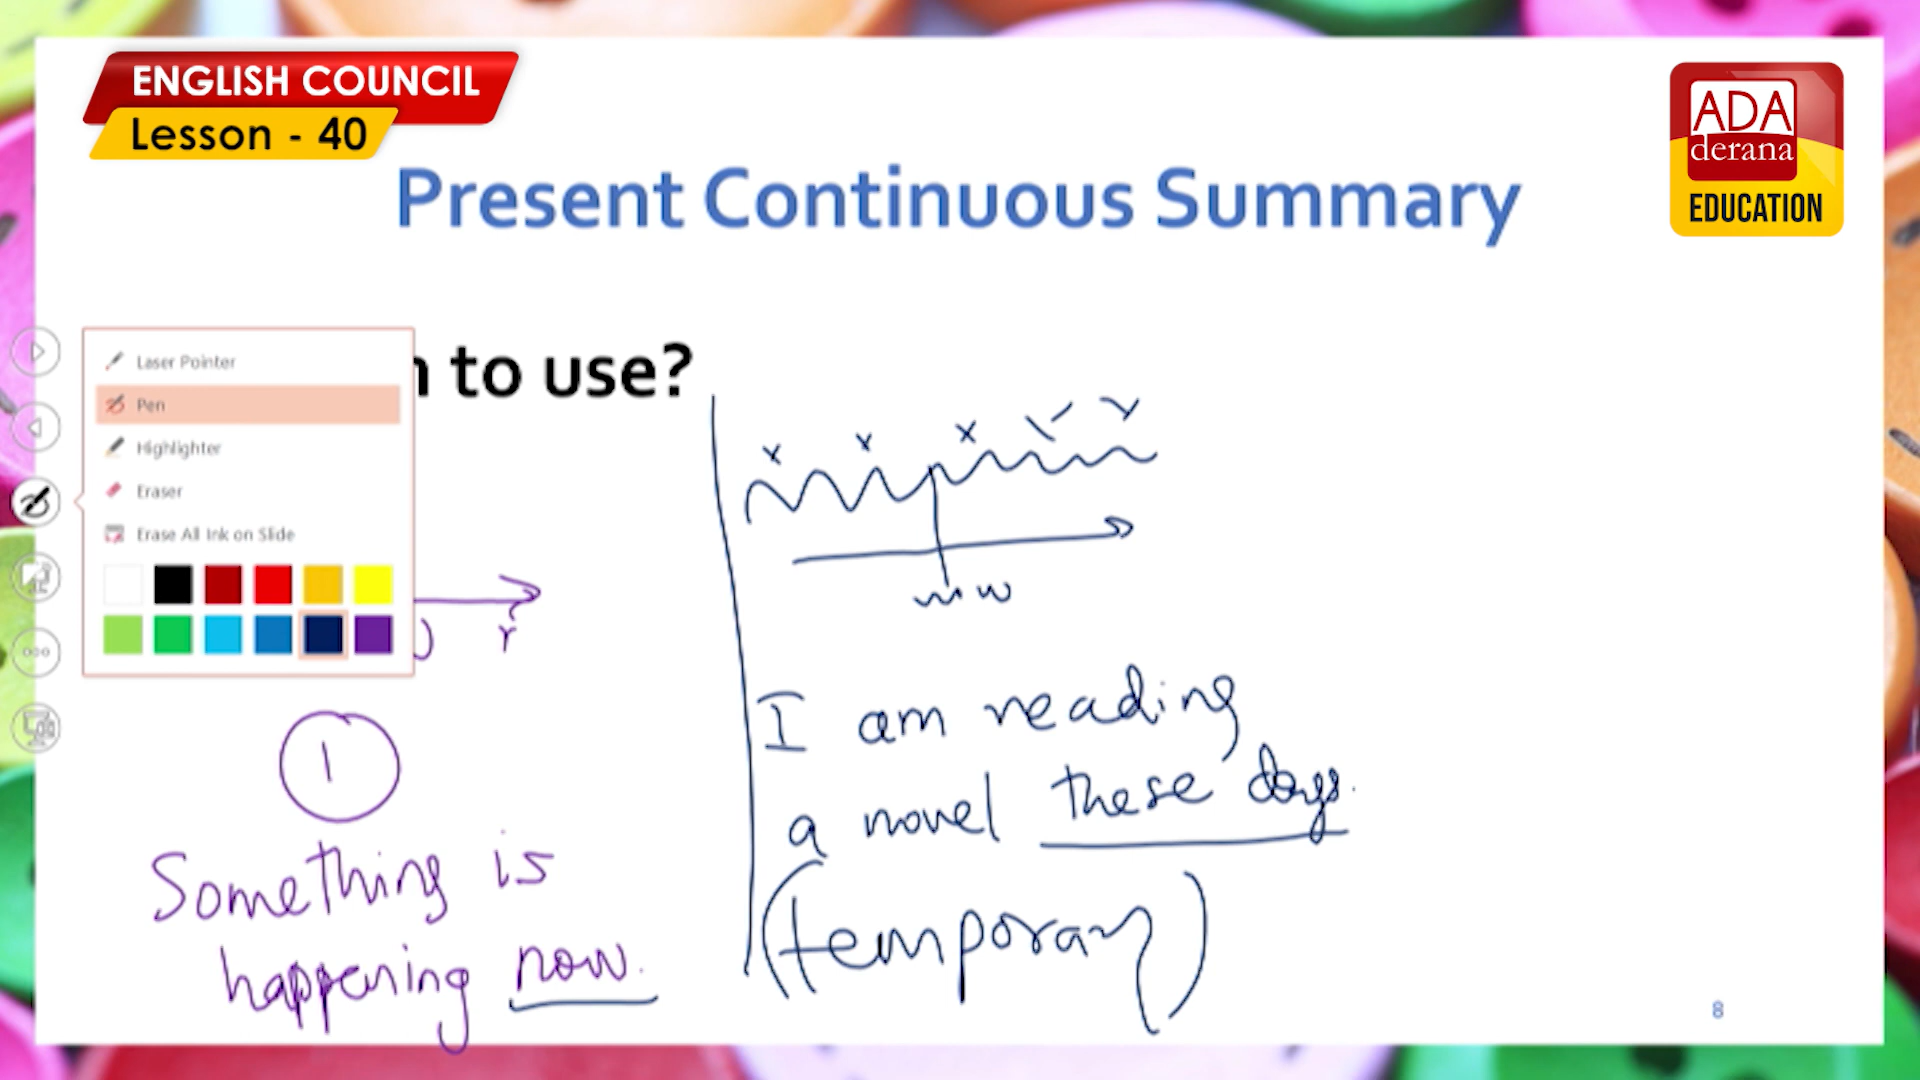 ENGLISH COUNCIL
Lesson - 40
ADA
derana
EDUCATION
Present Continuous Summary
to use?
Laser Pointer
Pen
Highlighter
Eraser
Erase All Ink on Slide
1
Something is
happening now.
I am reading
a novel these days.
(temporary)
8